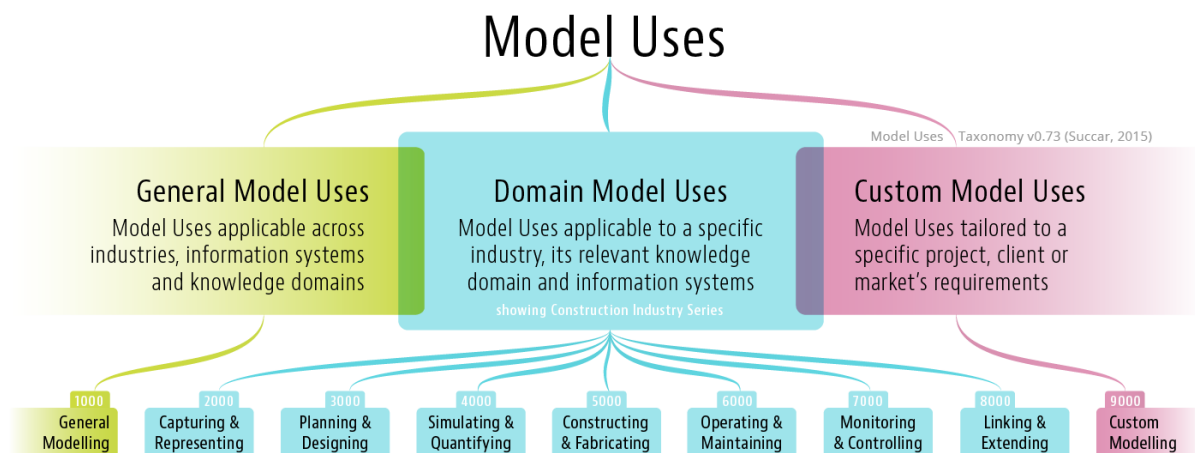 Model Uses
Model Uses Taxonomy v0.73 (Succar, 2015)
General Model Uses
Model Uses applicable across
industries, information systems
and knowledge domains
Domain Model Uses
Model Uses applicable to a specific
industry, its relevant knowledge
domain and information systems
showing Construction Industry Series
Custom Model Uses
Model Uses tailored to a
specific project, client or
market's requirements
1000
General
Modelling
2000
Capturing &
Representing
3000
Planning &
Designing
4000
Simulating &
Quantifying
5000
Constructing
& Fabricating
6000
Operating &
Maintaining
7000
Monitoring
& Controlling
8000
Linking &
Extending
9000
Custom
Modelling